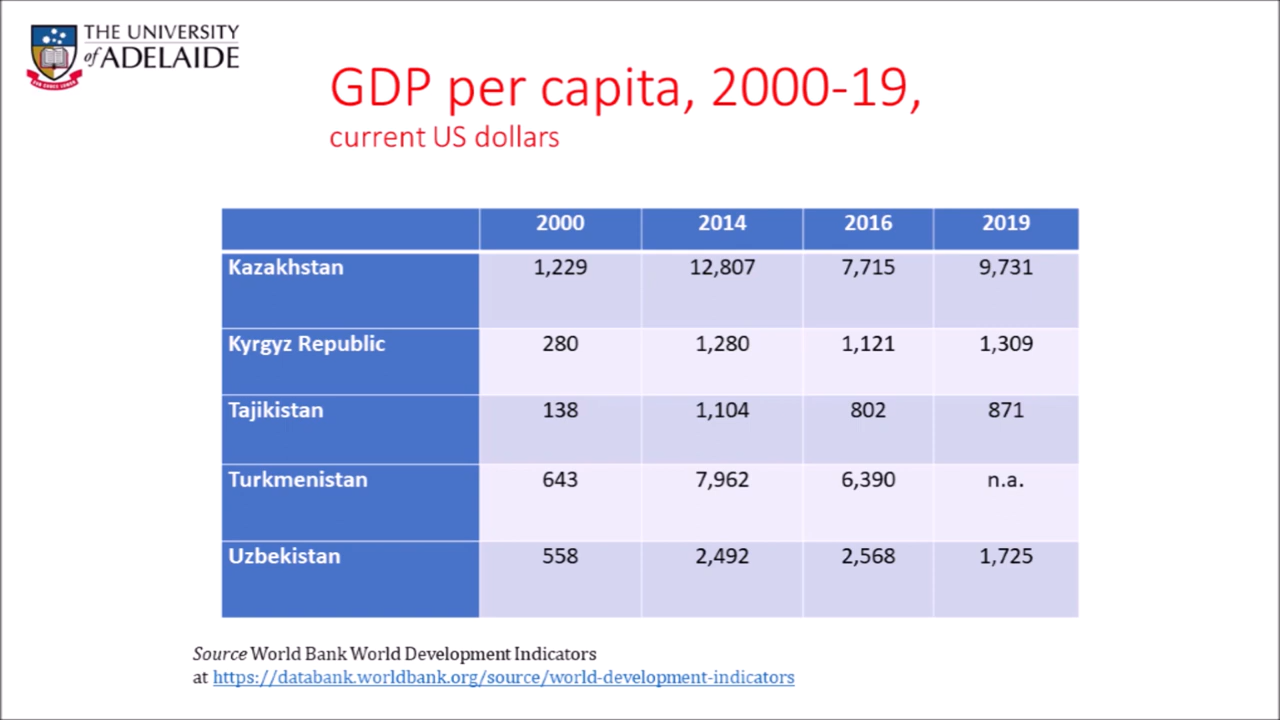 THE UNIVERSITY
of ADELAIDE
GDP per capita, 2000-19,
current US dollars
2000 2014 2016 2019
Kazakhstan 1,229 12,807 7,715 9,731
Kyrgyz Republic 280 1,280 1,121 1,309
Tajikistan 138 1,104 802 871
Turkmenistan 643 7,962 6,390 n.a.
Uzbekistan 558 2,492 2,568 1,725
Source World Bank World Development Indicators
at https://databank.worldbank.org/source/world-development-indicators